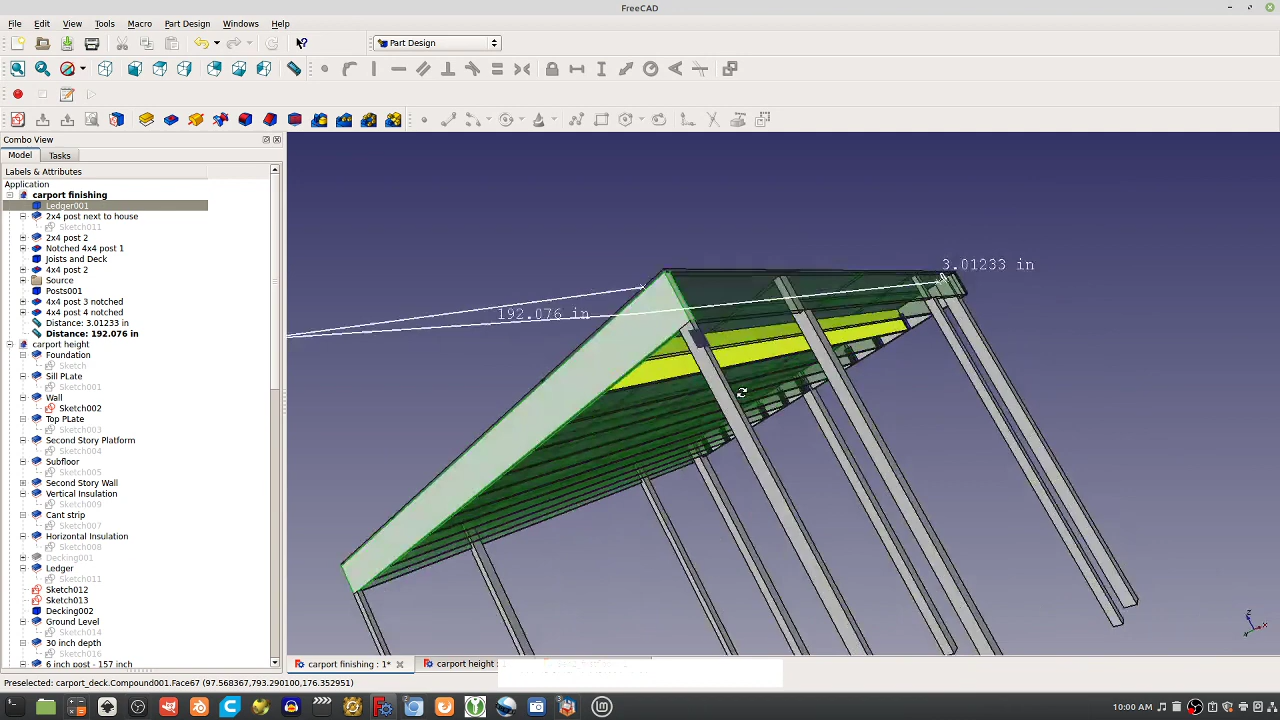 FreeCAD
File Edit View Tools Macro Part Design Windows Help
Part Design
Combo View
Model Tasks
Labels & Attributes
Application
carport finishing
Ledger001
2x4 post next to house
Sketch011
2x4 post 2
Notched 4x4 post 1
Joists and Deck
4x4 post 2
Source
Posts001
4x4 post 3 notched
4x4 post 4 notched
Distance: 3.01233 in
Distance: 192.076 in
carport height
Foundation
Sketch
Sill PLate
Sketch001
Wall
Sketch002
Top PLate
Sketch003
Second Story Platform
Sketch004
Subfloor
Sketch005
Second Story Wall
Vertical Insulation
Sketch009
Cant strip
Sketch007
Horizontal Insulation
Sketch008
Decking001
Ledger
Sketch011
Sketch012
Sketch013
Decking002
Ground Level
Sketch014
30 inch depth
Sketch016
6 inch post - 157 inch
3.01233 in
192.076 in
carport finishing : 1*
carport height
Preselected: carport_deck.Compound001.Face67 (97.568367,793.290100,176.352951)
10:00 AM